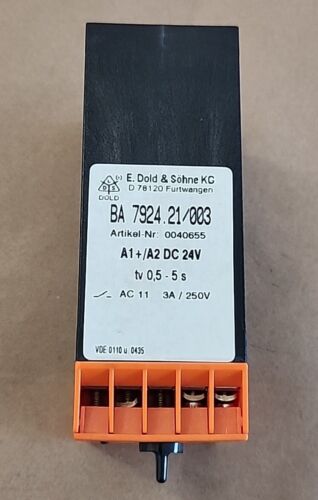 E. Dold & Söhne KG
D 78120 Furtwangen
DOLD
BA 7924.21/003
Artikel-Nr: 0040655
A1+/A2 DC 24V
tv 0,5 - 5 s
AC 11 3A / 250V
VDE 0110 u. 0435